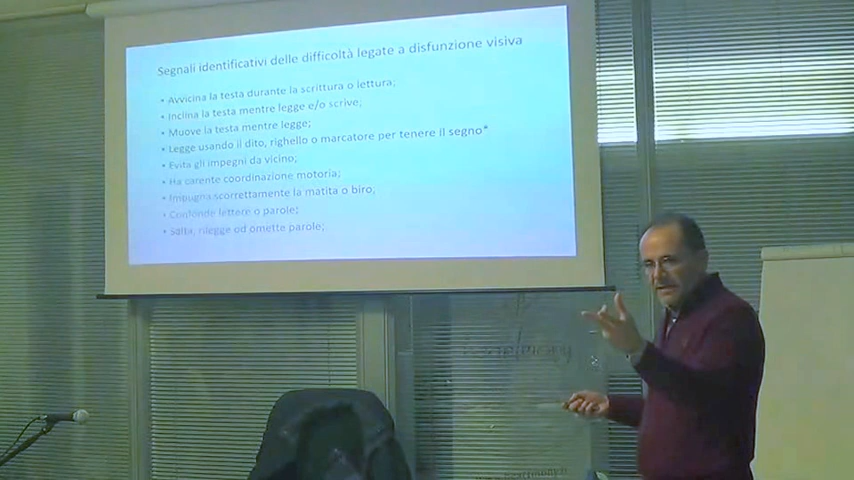 Segnali identificativi delle difficoltà legate a disfunzione visiva
• Avvicina la testa durante la scrittura o lettura;
• Inclina la testa mentre legge e/o scrive;
• Muove la testa mentre legge;
• Legge usando il dito, righello o marcatore per tenere il segno*
• Evita gli impegni da vicino;
• Ha carente coordinazione motoria;
• Impugna scorrettamente la matita o biro,
• Confonde lettere o parole;
• Salta, rilegge od omette parole;